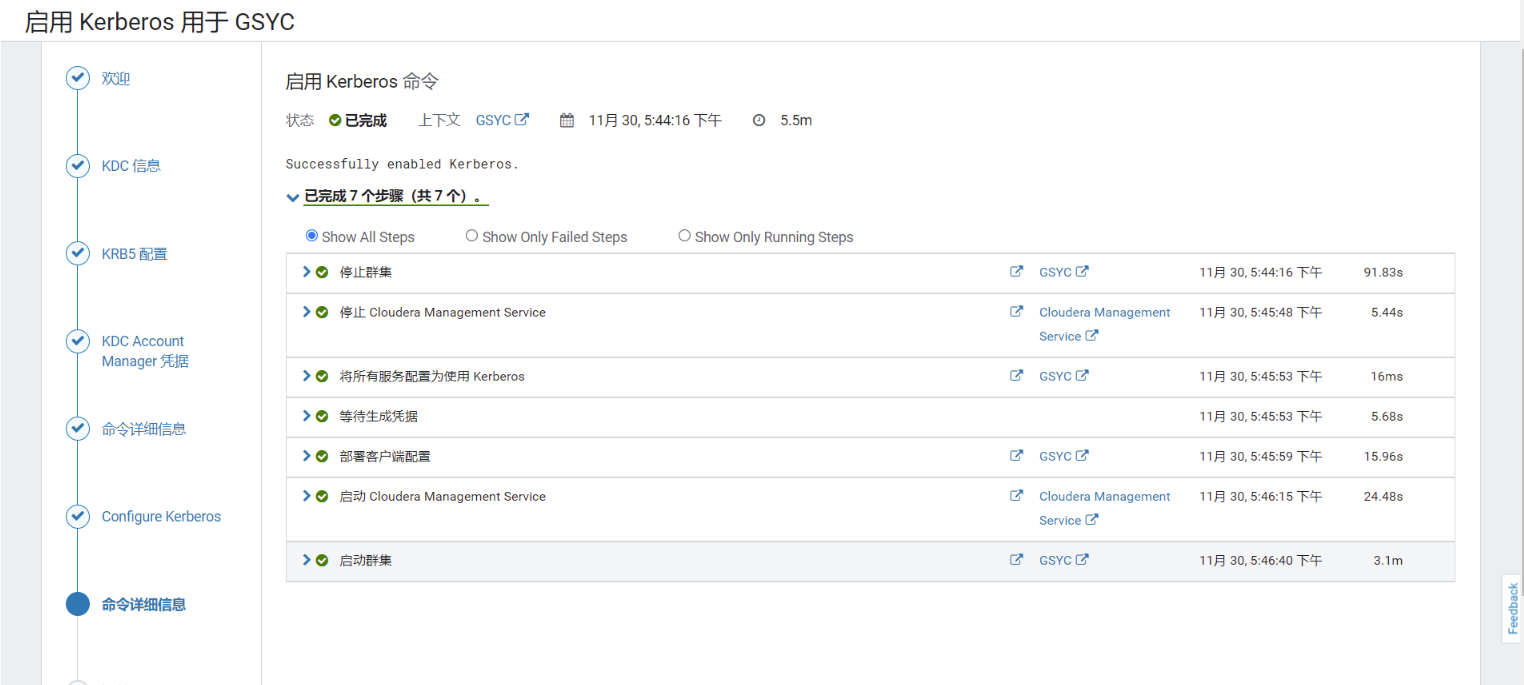 启用 Kerberos 用于 GSYC
欢迎
KDC 信息
KRB5 配置
KDC Account
Manager 凭据
命令详细信息
Configure Kerberos
命令详细信息
启用 Kerberos 命令
状态 已完成 上下文 GSYC 11月 30, 5:44:16 下午 5.5m
Successfully enabled Kerberos.
已完成 7 个步骤（共 7 个）。
Show All Steps Show Only Failed Steps Show Only Running Steps
停止群集 GSYC 11月 30, 5:44:16 下午 91.83s
停止 Cloudera Management Service Cloudera Management 11月 30, 5:45:48 下午 5.44s
Service
将所有服务配置为使用 Kerberos GSYC 11月 30, 5:45:53 下午 16ms
等待生成凭据 11月 30, 5:45:53 下午 5.68s
部署客户端配置 GSYC 11月 30, 5:45:59 下午 15.96s
启动 Cloudera Management Service Cloudera Management 11月 30, 5:46:15 下午 24.48s
Service
启动群集 GSYC 11月 30, 5:46:40 下午 3.1m
Feedback